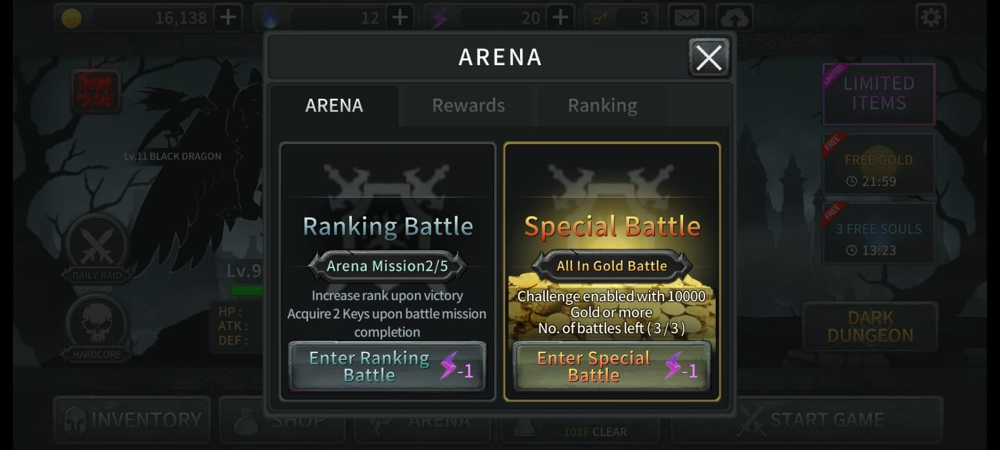 16,138
12
20
3
ARENA
ARENA
Rewards
Ranking
UNIQUE
PREVIEW
LIMITED
LIMITED
ITEMS
Lv.11 BLACK DRAGON
FREE
FREE GOLD
21:59
FREE
3 FREE SOULS
13:23
Ranking Battle
Arena Mission2/5
Increase rank upon victory
Acquire 2 Keys upon battle mission
completion
Enter Ranking
Battle
-1
Special Battle
All In Gold Battle
Challenge enabled with 10000
Gold or more
No. of battles left ( 3 / 3 )
Enter Special
Battle
-1
DAILY RAID
HARDCORE
Lv.9
HP :
ATK :
DEF :
DARK
DUNGEON
INVENTORY
SHOP
ARENA
101F CLEAR
START GAME